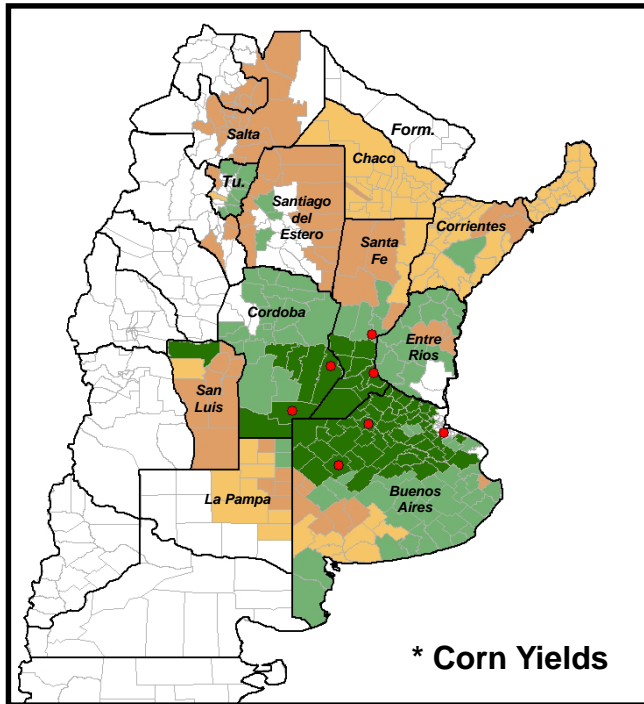 Salta
Form.
Chaco
Tu.
Santiago
del
Estero
Corrientes
Santa
Fe
Cordoba
Entre
Rios
San
Luis
La Pampa
Buenos
Aires
* Corn Yields